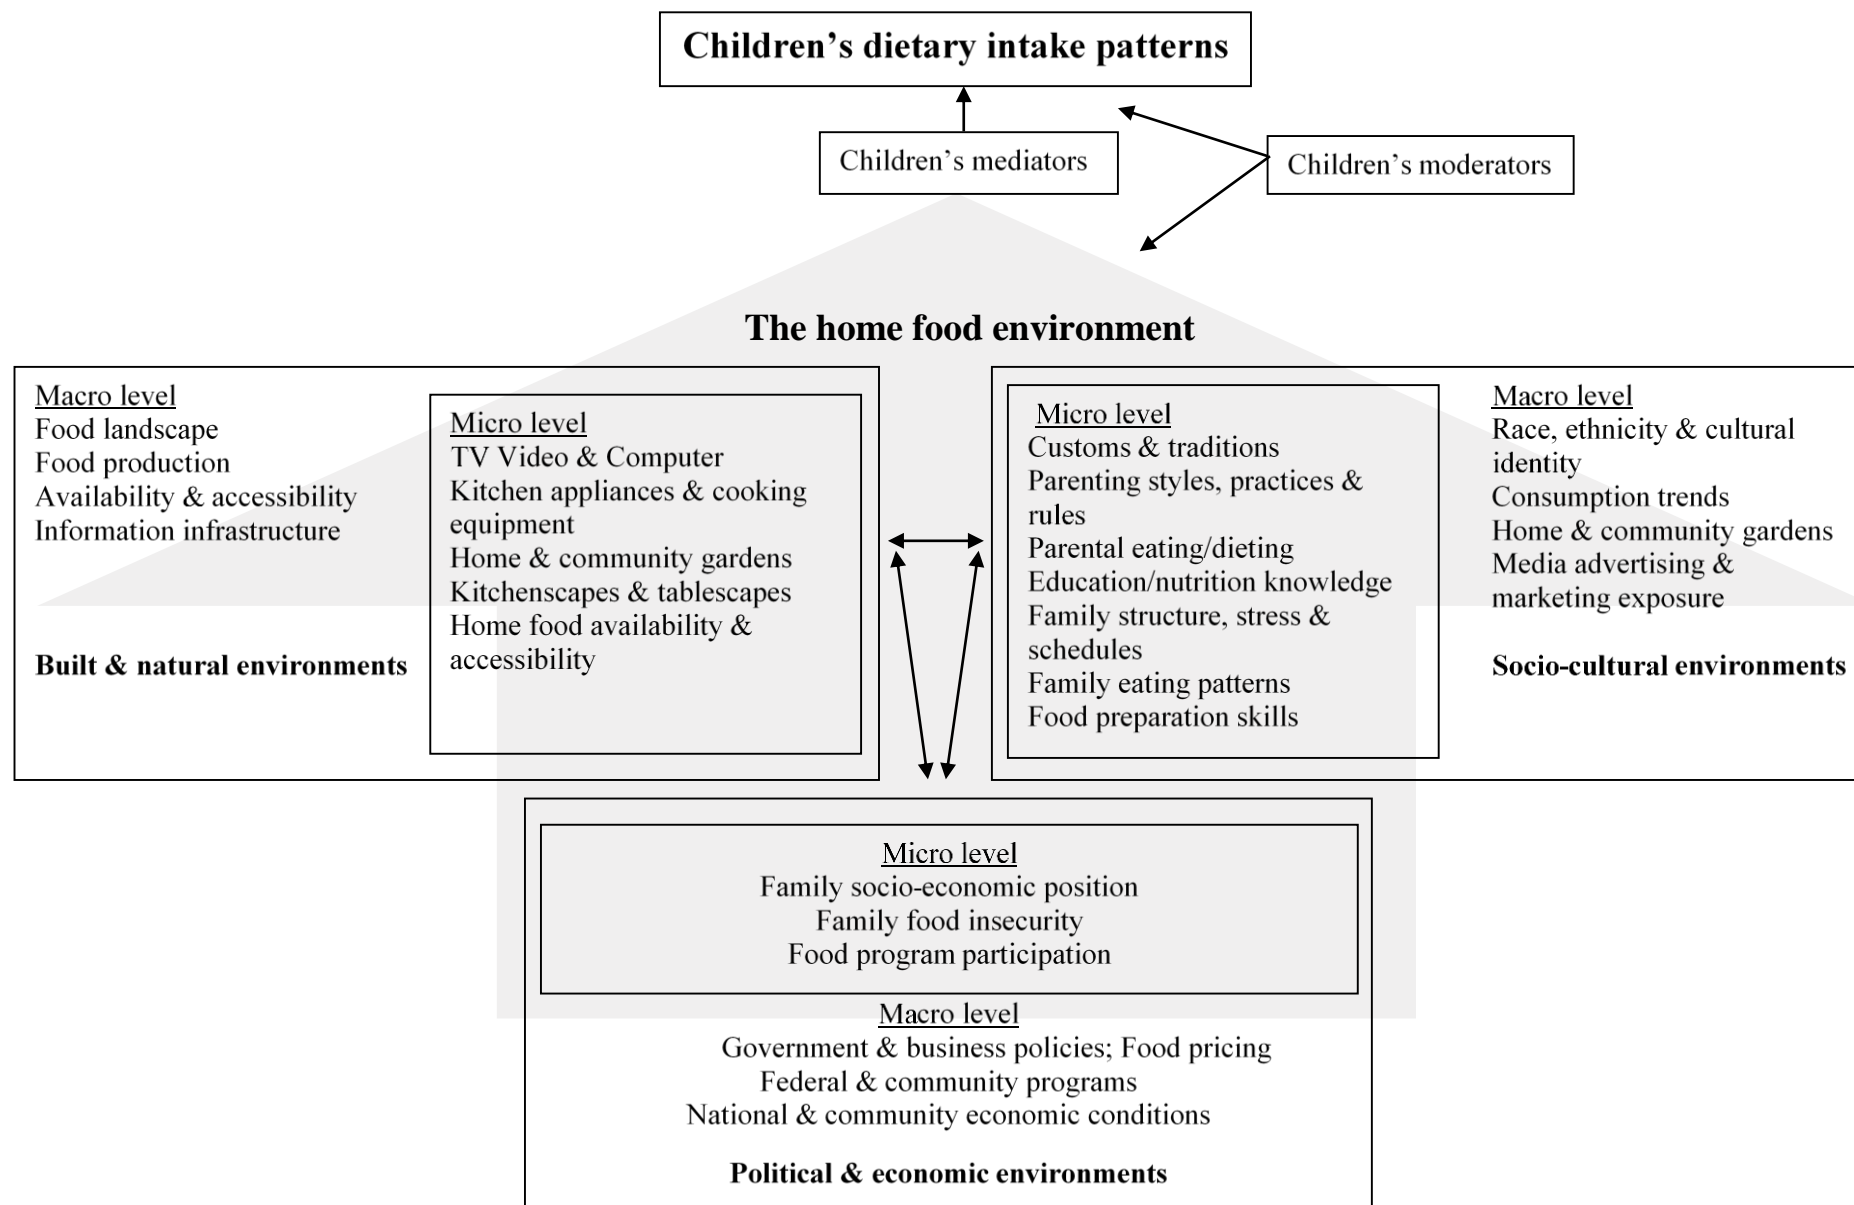 Children’s dietary intake patterns
Children’s mediators
Children’s moderators
The home food environment
Macro level
Food landscape
Food production
Availability & accessibility
Information infrastructure
Built & natural environments
Micro level
TV Video & Computer
Kitchen appliances & cooking
equipment
Home & community gardens
Kitchenscapes & tablescapes
Home food availability &
accessibility
Micro level
Customs & traditions
Parenting styles, practices &
rules
Parental eating/dieting
Education/nutrition knowledge
Family structure, stress &
schedules
Family eating patterns
Food preparation skills
Macro level
Race, ethnicity & cultural
identity
Consumption trends
Home & community gardens
Media advertising &
marketing exposure
Socio-cultural environments
Micro level
Family socio-economic position
Family food insecurity
Food program participation
Macro level
Government & business policies; Food pricing
Federal & community programs
National & community economic conditions
Political & economic environments